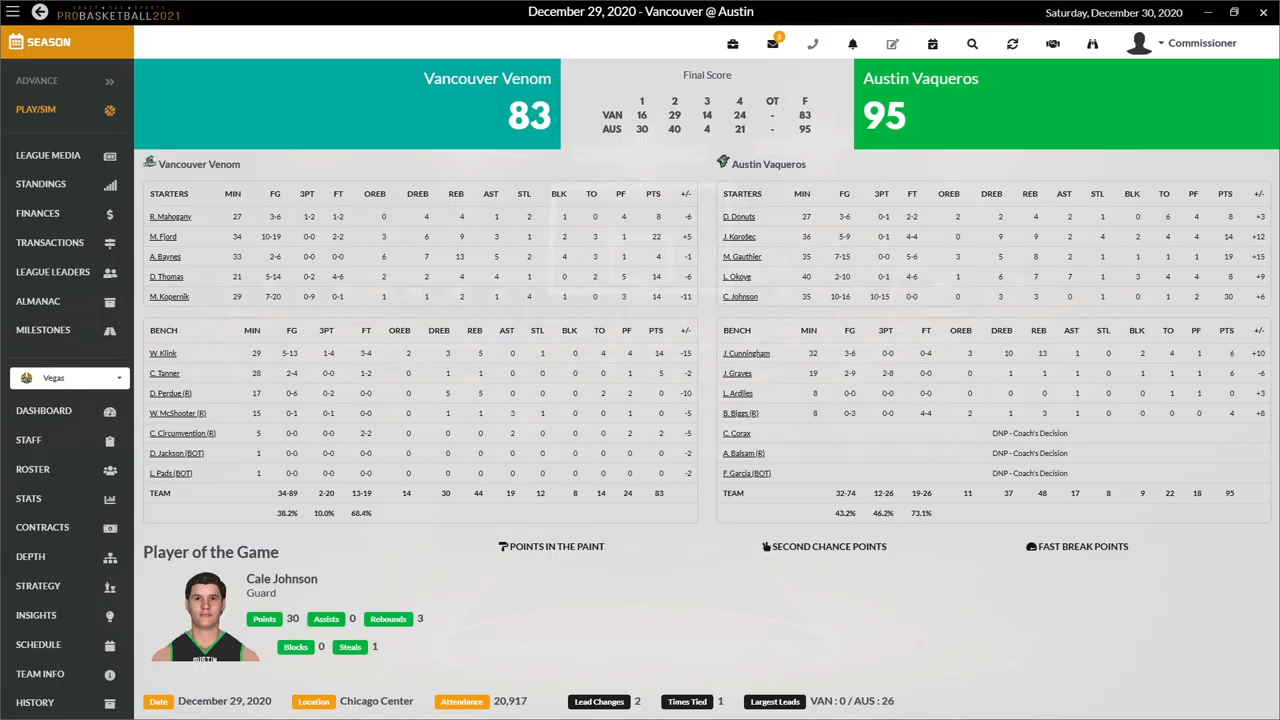 DRAFT DAY SPORTS
PROBASKETBALL2021
December 29, 2020 - Vancouver @ Austin
Saturday, December 30, 2020
SEASON
3
Commissioner
ADVANCE
PLAY/SIM
LEAGUE MEDIA
STANDINGS
FINANCES
TRANSACTIONS
LEAGUE LEADERS
ALMANAC
MILESTONES
Vegas
DASHBOARD
STAFF
ROSTER
STATS
CONTRACTS
DEPTH
STRATEGY
INSIGHTS
SCHEDULE
TEAM INFO
HISTORY
Vancouver Venom
83
Final Score
1 2 3 4 OT F
VAN 16 29 14 24 - 83
AUS 30 40 4 21 - 95
Austin Vaqueros
95
Vancouver Venom
STARTERS MIN FG 3PT FT OREB DREB REB AST STL BLK TO PF PTS +/-
R. Mahogany 27 3-6 1-2 1-2 0 4 4 1 2 1 0 4 8 -6
M. Fjord 34 10-19 0-0 2-2 3 6 9 3 1 2 3 1 22 +5
A. Baynes 33 2-6 0-0 0-0 6 7 13 5 2 4 3 1 4 -1
D. Thomas 21 5-14 0-2 4-6 2 2 4 4 1 0 2 5 14 -6
M. Kopernik 29 7-20 0-9 0-1 1 1 2 1 4 1 0 3 14 -11
BENCH MIN FG 3PT FT OREB DREB REB AST STL BLK TO PF PTS +/-
W. Klink 29 5-13 1-4 3-4 2 3 5 0 1 0 4 4 14 -15
C. Tanner 28 2-4 0-0 1-2 0 1 1 0 0 0 1 5 5 -2
D. Perdue (R) 17 0-6 0-2 0-0 0 5 5 0 0 0 2 2 0 -10
W. McShooter (R) 15 0-1 0-1 0-0 0 1 1 3 1 0 1 1 0 -5
C. Circumvention (R) 5 0-0 0-0 2-2 0 0 0 2 0 0 0 2 2 -5
D. Jackson (BOT) 1 0-0 0-0 0-0 0 0 0 0 0 0 0 0 0 -2
L. Pads (BOT) 1 0-0 0-0 0-0 0 0 0 0 0 0 0 0 0 -2
TEAM 34-89 2-20 13-19 14 30 44 19 12 8 14 24 83
38.2% 10.0% 68.4%
Austin Vaqueros
STARTERS MIN FG 3PT FT OREB DREB REB AST STL BLK TO PF PTS +/-
D. Donuts 27 3-6 0-1 2-2 2 2 4 2 1 0 6 4 8 +3
J. Korošec 36 5-9 0-1 4-4 0 9 9 2 4 2 4 4 14 +12
M. Gauthier 35 7-15 0-0 5-6 3 5 8 2 1 1 1 1 19 +15
L. Okoye 40 2-10 0-1 4-6 1 6 7 7 1 3 4 4 8 +9
C. Johnson 35 10-16 10-15 0-0 0 3 3 0 1 0 1 2 30 +6
BENCH MIN FG 3PT FT OREB DREB REB AST STL BLK TO PF PTS +/-
J. Cunningham 32 3-6 0-0 0-4 3 10 13 1 0 2 4 1 6 +10
J. Graves 19 2-9 2-8 0-0 0 1 1 1 0 1 1 1 6 -6
L. Ardiles 8 0-0 0-0 0-0 0 0 0 1 0 0 1 0 0 +3
B. Biggs (R) 8 0-3 0-0 4-4 2 1 3 1 0 0 0 1 4 +8
C. Corax DNP - Coach's Decision
A. Balsam (R) DNP - Coach's Decision
F. Garcia (BOT) DNP - Coach's Decision
TEAM 32-74 12-26 19-26 11 37 48 17 8 9 22 18 95
43.2% 46.2% 73.1%
Player of the Game
POINTS IN THE PAINT
SECOND CHANCE POINTS
FAST BREAK POINTS
Cale Johnson
Guard
Points 30 Assists 0 Rebounds 3
Blocks 0 Steals 1
AUSTIN
Date December 29, 2020 Location Chicago Center Attendance 20,917 Lead Changes 2 Times Tied 1 Largest Leads VAN : 0 / AUS : 26